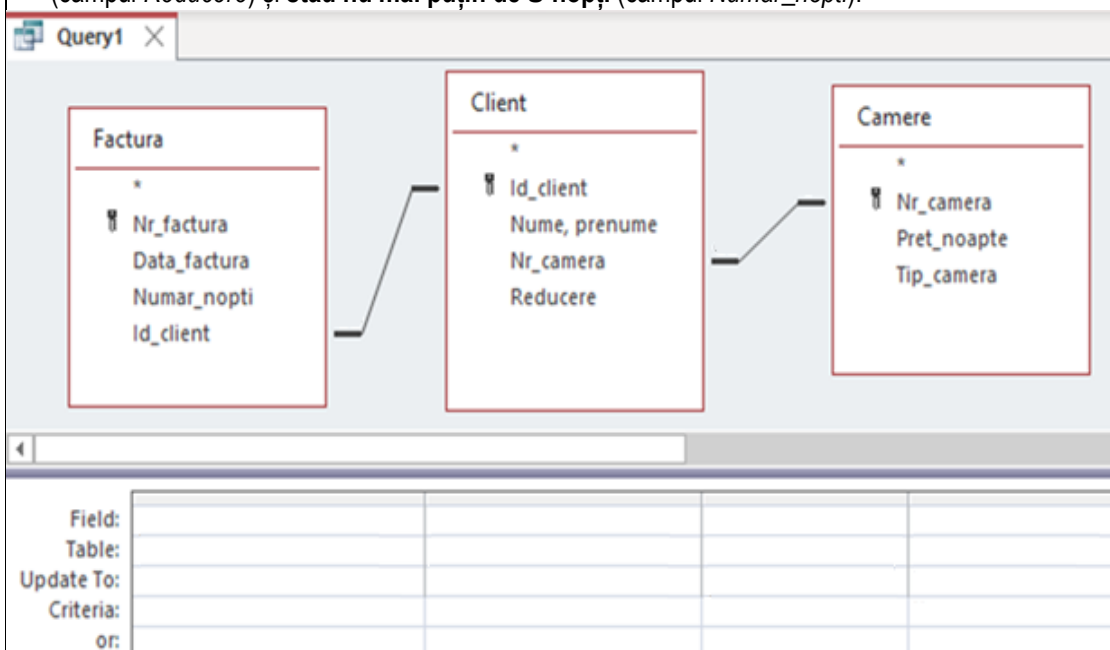 (câmpul Reducere) și stau nu mai puțin de nopți (câmpul Numar_nopti).
Query1
Factura
*
Nr_factura
Data_factura
Numar_nopti
Id_client
Client
*
Id_client
Nume, prenume
Nr_camera
Reducere
Camere
*
Nr_camera
Pret_noapte
Tip_camera
Field:
Table:
Update To:
Criteria:
or: